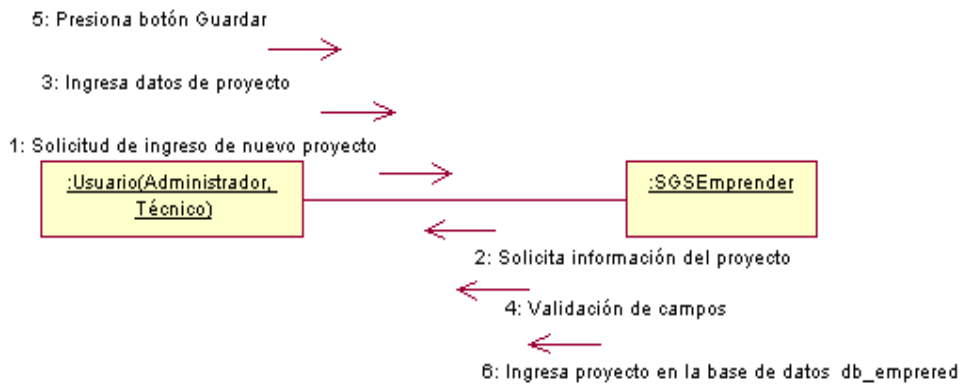 5: Presiona botón Guardar
3: Ingresa datos de proyecto
1: Solicitud de ingreso de nuevo proyecto
:Usuario(Administrador,
Técnico)
:SGSEmprender
2: Solicita información del proyecto
4: Validación de campos
6: Ingresa proyecto en la base de datos db_emprered